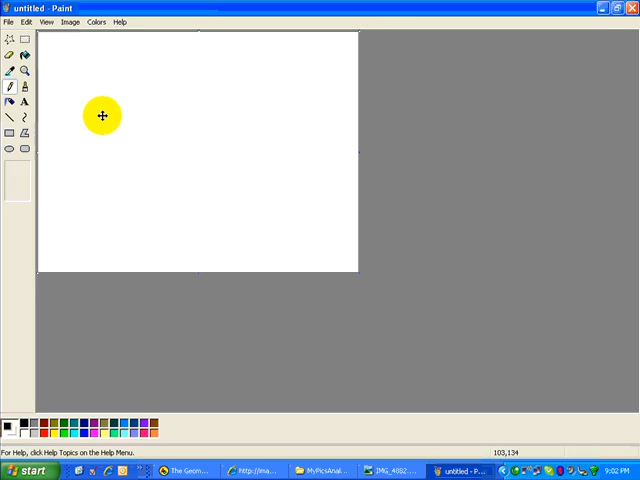 untitled - Paint
File Edit View Image Colors Help
A
For Help, click Help Topics on the Help Menu.
103,134
start
The Geom...
http://ima...
MyPicsAnal...
IMG_4882...
untitled - P...
9:02 PM